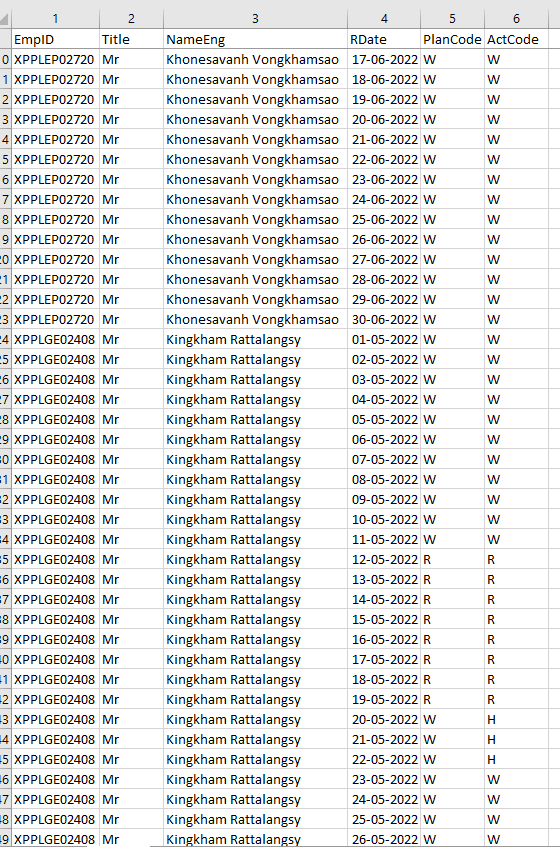 1 2 3 4 5 6
EmpID Title NameEng RDate PlanCode ActCode
0 XPPLEP02720 Mr Khonesavanh Vongkhamsao 17-06-2022 W W
1 XPPLEP02720 Mr Khonesavanh Vongkhamsao 18-06-2022 W W
2 XPPLEP02720 Mr Khonesavanh Vongkhamsao 19-06-2022 W W
3 XPPLEP02720 Mr Khonesavanh Vongkhamsao 20-06-2022 W W
4 XPPLEP02720 Mr Khonesavanh Vongkhamsao 21-06-2022 W W
5 XPPLEP02720 Mr Khonesavanh Vongkhamsao 22-06-2022 W W
6 XPPLEP02720 Mr Khonesavanh Vongkhamsao 23-06-2022 W W
7 XPPLEP02720 Mr Khonesavanh Vongkhamsao 24-06-2022 W W
8 XPPLEP02720 Mr Khonesavanh Vongkhamsao 25-06-2022 W W
9 XPPLEP02720 Mr Khonesavanh Vongkhamsao 26-06-2022 W W
20 XPPLEP02720 Mr Khonesavanh Vongkhamsao 27-06-2022 W W
21 XPPLEP02720 Mr Khonesavanh Vongkhamsao 28-06-2022 W W
22 XPPLEP02720 Mr Khonesavanh Vongkhamsao 29-06-2022 W W
23 XPPLEP02720 Mr Khonesavanh Vongkhamsao 30-06-2022 W W
24 XPPLGE02408 Mr Kingkham Rattalangsy 01-05-2022 W W
25 XPPLGE02408 Mr Kingkham Rattalangsy 02-05-2022 W W
26 XPPLGE02408 Mr Kingkham Rattalangsy 03-05-2022 W W
27 XPPLGE02408 Mr Kingkham Rattalangsy 04-05-2022 W W
28 XPPLGE02408 Mr Kingkham Rattalangsy 05-05-2022 W W
29 XPPLGE02408 Mr Kingkham Rattalangsy 06-05-2022 W W
30 XPPLGE02408 Mr Kingkham Rattalangsy 07-05-2022 W W
31 XPPLGE02408 Mr Kingkham Rattalangsy 08-05-2022 W W
32 XPPLGE02408 Mr Kingkham Rattalangsy 09-05-2022 W W
33 XPPLGE02408 Mr Kingkham Rattalangsy 10-05-2022 W W
34 XPPLGE02408 Mr Kingkham Rattalangsy 11-05-2022 W W
35 XPPLGE02408 Mr Kingkham Rattalangsy 12-05-2022 R R
36 XPPLGE02408 Mr Kingkham Rattalangsy 13-05-2022 R R
37 XPPLGE02408 Mr Kingkham Rattalangsy 14-05-2022 R R
38 XPPLGE02408 Mr Kingkham Rattalangsy 15-05-2022 R R
39 XPPLGE02408 Mr Kingkham Rattalangsy 16-05-2022 R R
40 XPPLGE02408 Mr Kingkham Rattalangsy 17-05-2022 R R
41 XPPLGE02408 Mr Kingkham Rattalangsy 18-05-2022 R R
42 XPPLGE02408 Mr Kingkham Rattalangsy 19-05-2022 R R
43 XPPLGE02408 Mr Kingkham Rattalangsy 20-05-2022 W H
44 XPPLGE02408 Mr Kingkham Rattalangsy 21-05-2022 W H
45 XPPLGE02408 Mr Kingkham Rattalangsy 22-05-2022 W H
46 XPPLGE02408 Mr Kingkham Rattalangsy 23-05-2022 W W
47 XPPLGE02408 Mr Kingkham Rattalangsy 24-05-2022 W W
48 XPPLGE02408 Mr Kingkham Rattalangsy 25-05-2022 W W
49 XPPLGE02408 Mr Kingkham Rattalangsy 26-05-2022 W W